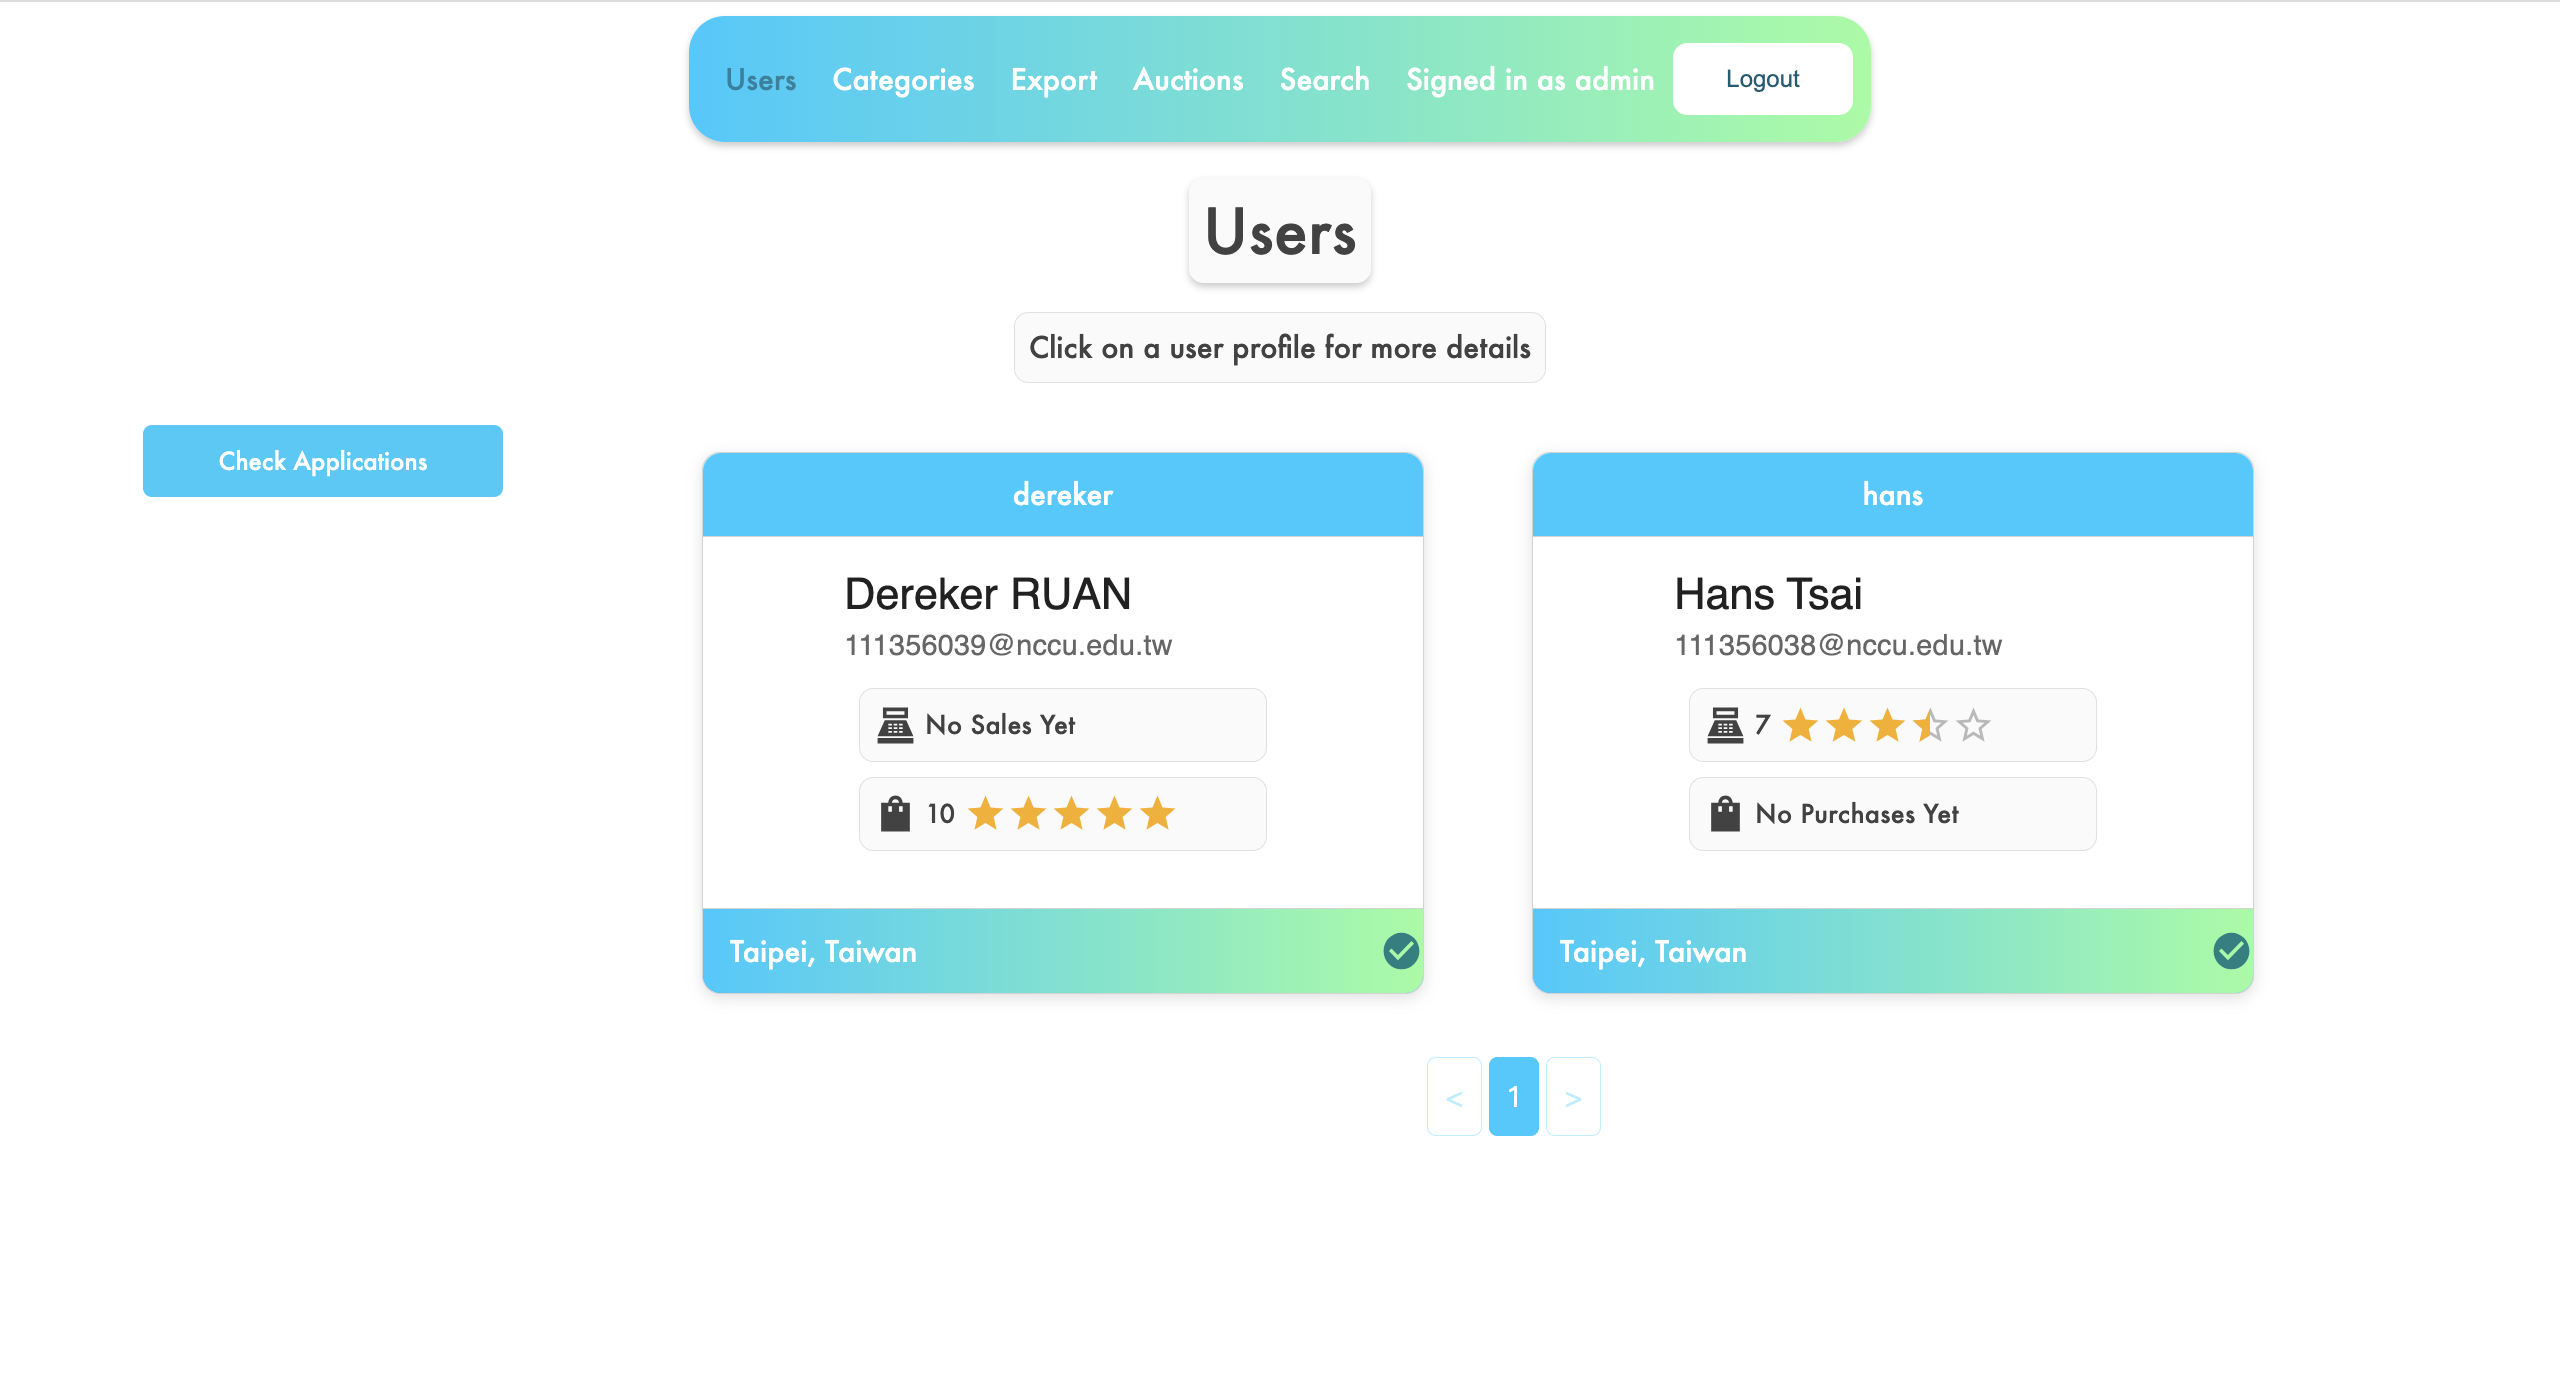 Users Categories Export Auctions Search Signed in as admin Logout
Users
Click on a user profile for more details
Check Applications
dereker
Dereker RUAN
111356039@nccu.edu.tw
No Sales Yet
10
Taipei, Taiwan
hans
Hans Tsai
111356038@nccu.edu.tw
7
No Purchases Yet
Taipei, Taiwan
< 1 >